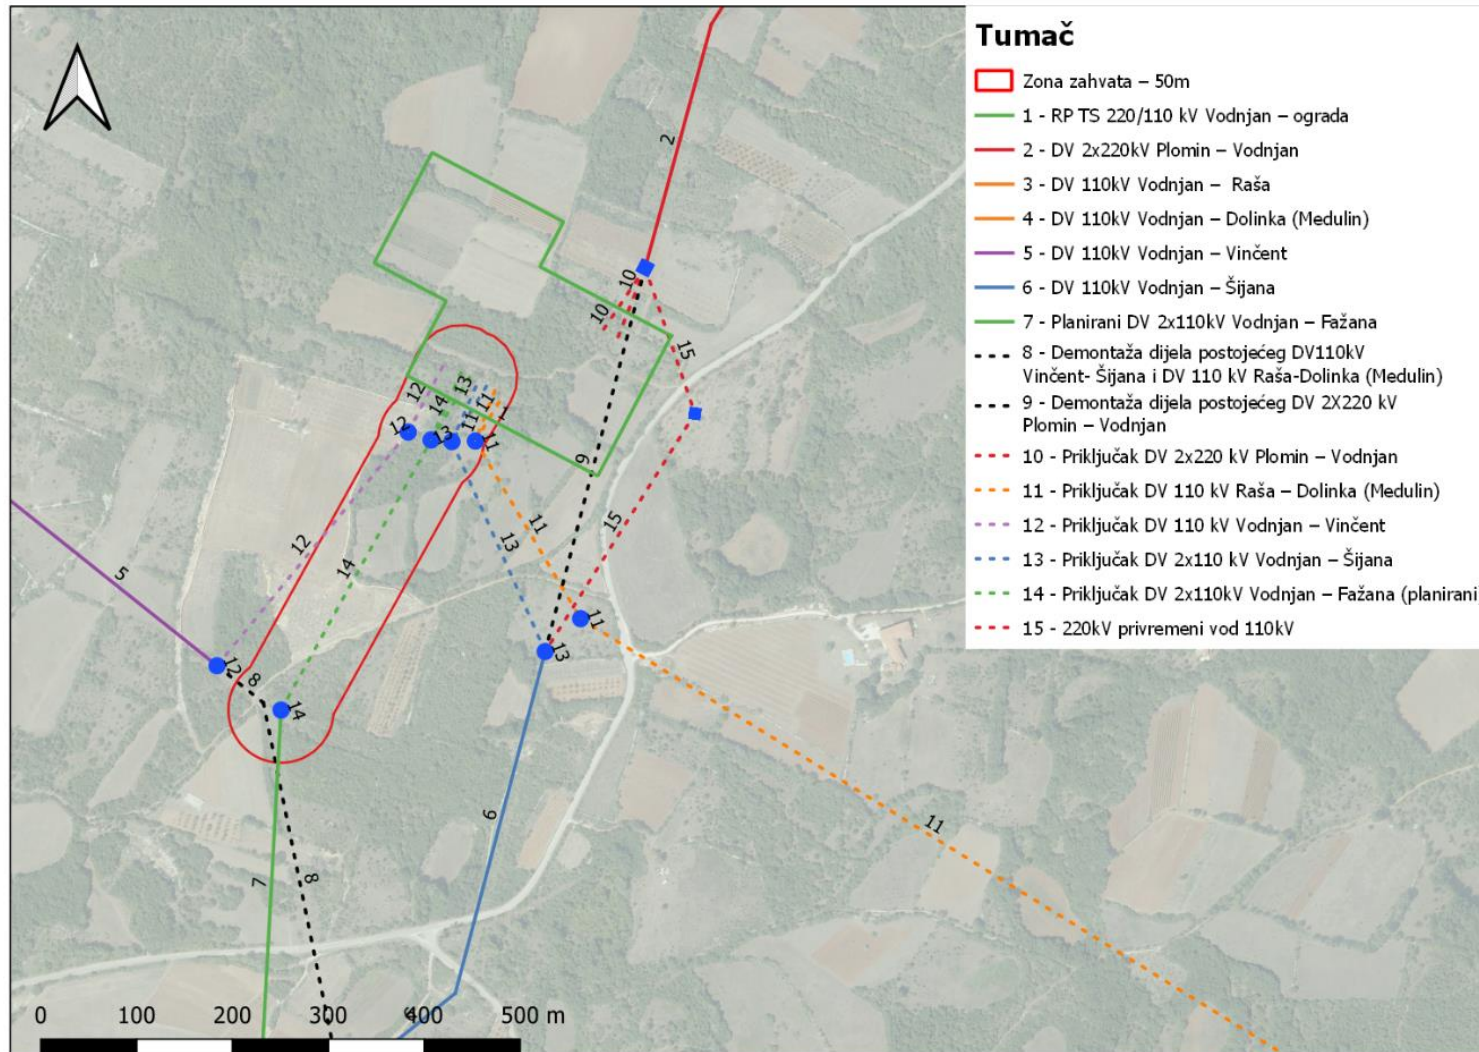 Tumač
Zona zahvata – 50m
1 - RP TS 220/110 kV Vodnjan – ograda
2 - DV 2x220kV Plomin – Vodnjan
3 - DV 110kV Vodnjan – Raša
4 - DV 110kV Vodnjan – Dolinka (Medulin)
5 - DV 110kV Vodnjan – Vinčent
6 - DV 110kV Vodnjan – Šijana
7 - Planirani DV 2x110kV Vodnjan – Fažana
8 - Demontaža dijela postojećeg DV110kV
Vinčent- Šijana i DV 110 kV Raša-Dolinka (Medulin)
9 - Demontaža dijela postojećeg DV 2X220 kV
Plomin – Vodnjan
10 - Priključak DV 2x220 kV Plomin – Vodnjan
11 - Priključak DV 110 kV Raša – Dolinka (Medulin)
12 - Priključak DV 110 kV Vodnjan – Vinčent
13 - Priključak DV 2x110 kV Vodnjan – Šijana
14 - Priključak DV 2x110kV Vodnjan – Fažana (planirani
15 - 220kV privremeni vod 110kV
2
10
10
15
12
13
14
11
11
1
12
13
11
9
15
11
13
12
14
5
11
13
12
8
14
6
11
7
8
0 100 200 300 400 500 m